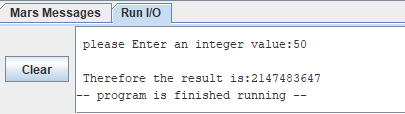 Mars Messages Run I/O
please Enter an integer value:50
Clear
Therefore the result is:2147483647
-- program is finished running --